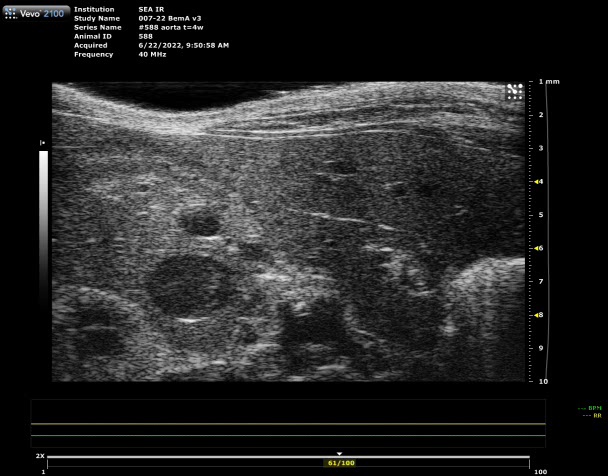 Vevo 2100
Institution SEA IR
Study Name 007-22 BemA v3
Series Name #588 aorta t=4w
Animal ID 588
Acquired 6/22/2022, 9:50:58 AM
Frequency 40 MHz
1 mm
2
3
4
5
6
7
8
9
10
--- BPM
--- RR
2X
61/100
1 100